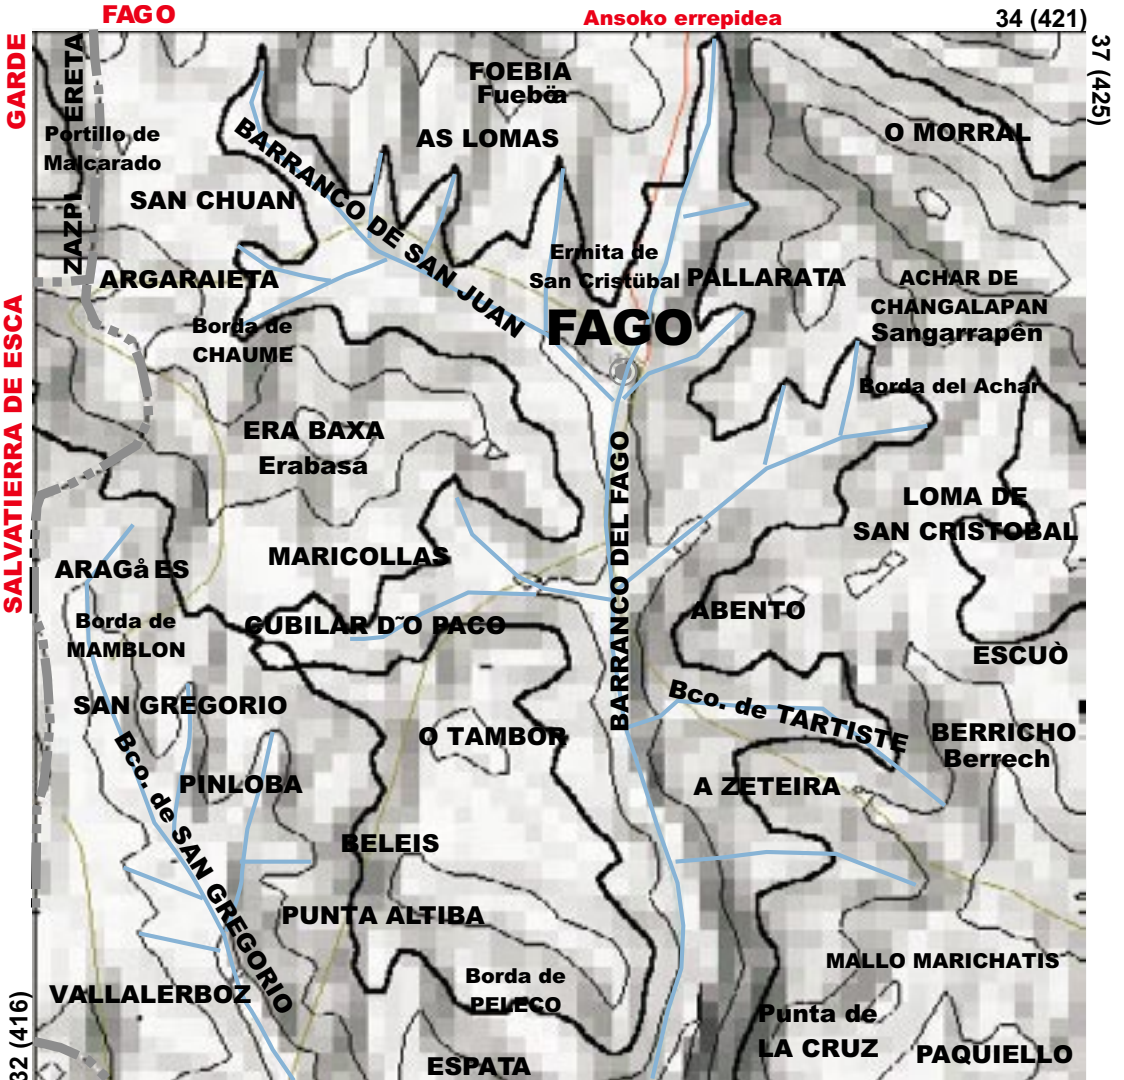 FAGO
Ansoko errepidea
34 (421)
37 (425)
GARDE
ZAZPI ERETA
FOEBIA
Fueböa
AS LOMAS
O MORRAL
Portillo de
Malcarado
BARRANCO DE SAN JUAN
SAN CHUAN
Ermita de
San Cristübal
PALLARATA
ARGARAIETA
ACHAR DE
CHANGALAPAN
Sangarrapên
SALVATIERRA DE ESCA
Borda de
CHAUME
FAGO
Borda del Achar
ERA BAXA
Erabasa
BARRANCO DEL FAGO
LOMA DE
SAN CRISTOBAL
MARICOLLAS
ARAGåES
Borda de
MAMBLON
CUBILAR D˜O PACO
ABENTO
ESCUÒ
SAN GREGORIO
Bco. de TARTISTE
O TAMBOR
BERRICHO
Berrech
Bco. de SAN GREGORIO
PINLOBA
A ZETEIRA
BELEIS
PUNTA ALTIBA
MALLO MARICHATIS
Borda de
PELECO
VALLALERBOZ
Punta de
LA CRUZ
PAQUIELLO
ESPATA
32 (416)